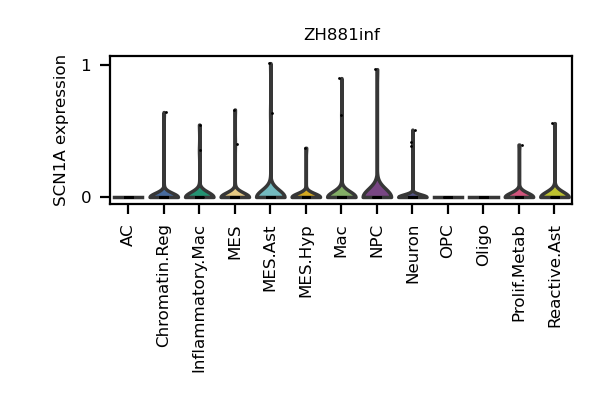 ZH881inf
SCN1A expression
1
0
AC
Chromatin.Reg
Inflammatory.Mac
MES
MES.Ast
MES.Hyp
Mac
NPC
Neuron
OPC
Oligo
Prolif.Metab
Reactive.Ast